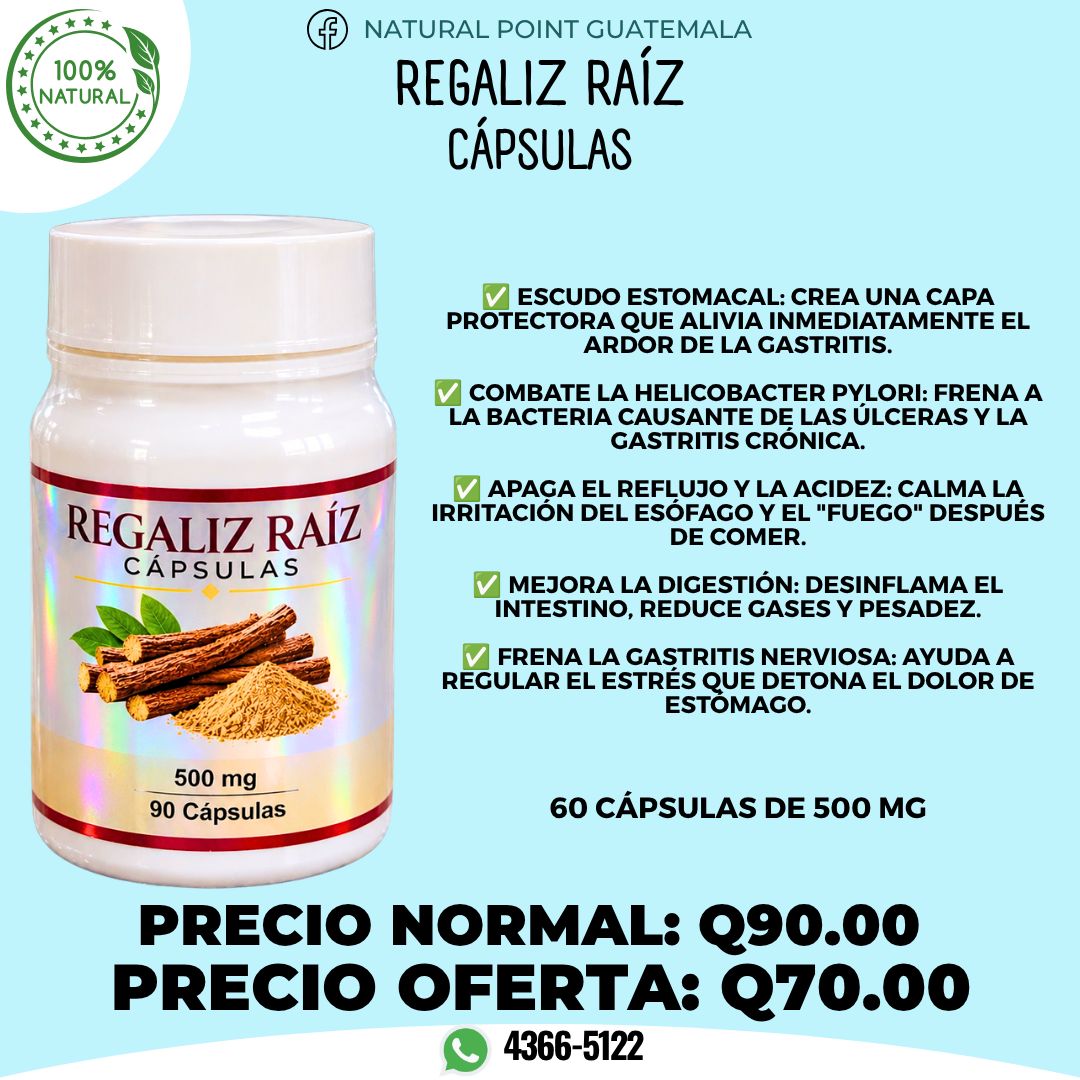 100%
NATURAL
NATURAL POINT GUATEMALA
REGALIZ RAÍZ
CÁPSULAS
✅ ESCUDO ESTOMACAL: CREA UNA CAPA
PROTECTORA QUE ALIVIA INMEDIATAMENTE EL
ARDOR DE LA GASTRITIS.
✅ COMBATE LA HELICOBACTER PYLORI: FRENA A
LA BACTERIA CAUSANTE DE LAS ÚLCERAS Y LA
GASTRITIS CRÓNICA.
✅ APAGA EL REFLUJO Y LA ACIDEZ: CALMA LA
IRRITACIÓN DEL ESÓFAGO Y EL "FUEGO" DESPUÉS
DE COMER.
✅ MEJORA LA DIGESTIÓN: DESINFLAMA EL
INTESTINO, REDUCE GASES Y PESADEZ.
✅ FRENA LA GASTRITIS NERVIOSA: AYUDA A
REGULAR EL ESTRÉS QUE DETONA EL DOLOR DE
ESTÓMAGO.
60 CÁPSULAS DE 500 MG
REGALIZ RAÍZ
CÁPSULAS
500 mg
90 Cápsulas
PRECIO NORMAL: Q90.00
PRECIO OFERTA: Q70.00
4366-5122